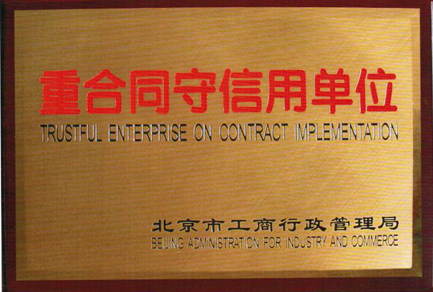 重合同守信用单位
TRUSTFUL ENTERPRISE ON CONTRACT IMPLEMENTATION
北京市工商行政管理局
BEIJING ADMINISTRATION FOR INDUSTRY AND COMMERCE